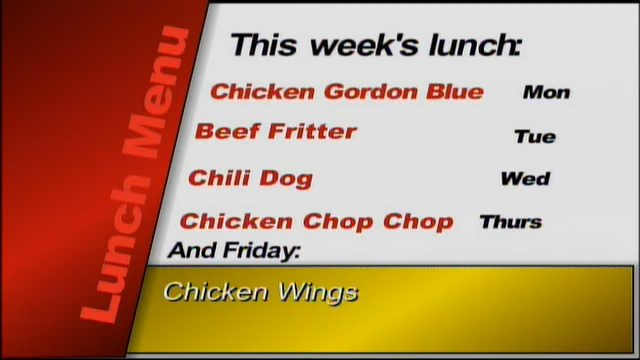 Lunch Menu
This week's lunch:
Chicken Gordon Blue Mon
Beef Fritter Tue
Chili Dog Wed
Chicken Chop Chop Thurs
And Friday:
Chicken Wings